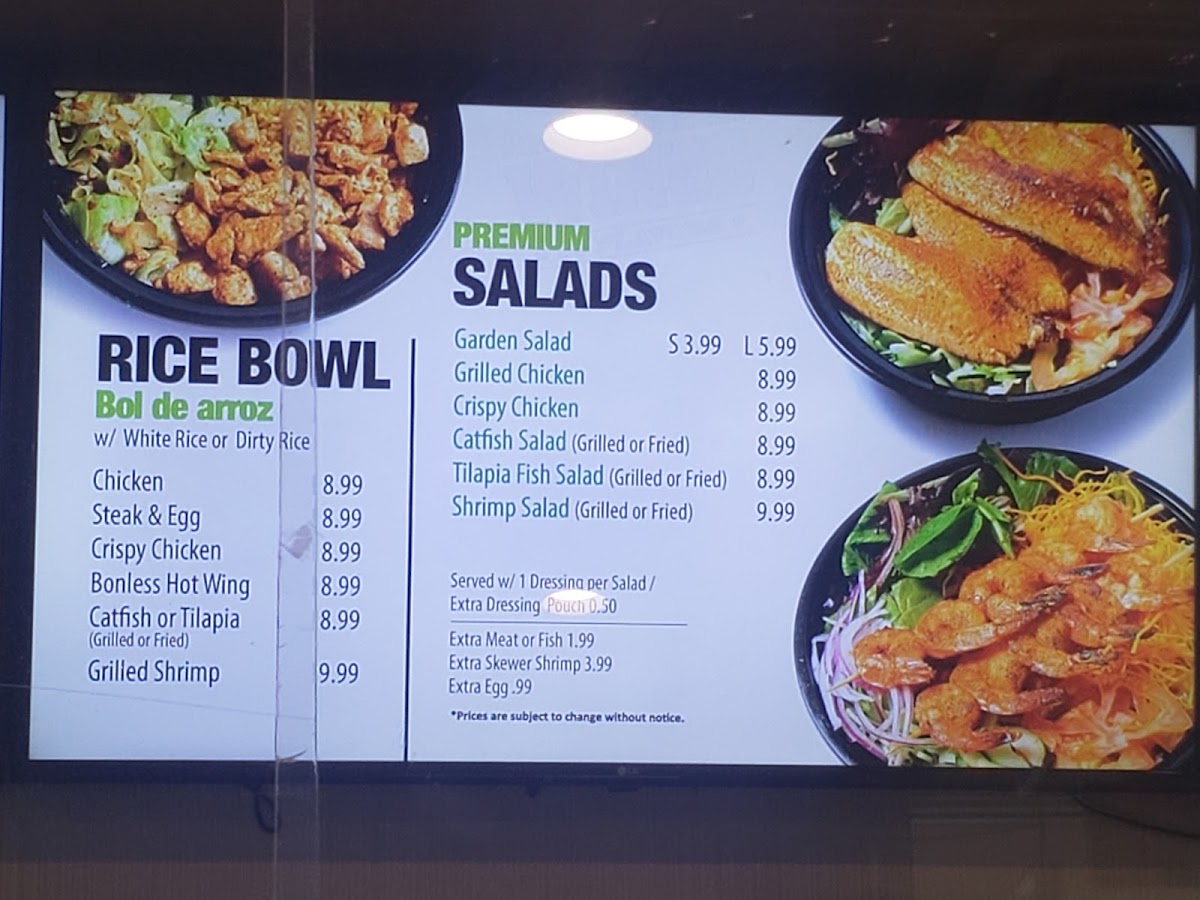 RICE BOWL
Bol de arroz
w/ White Rice or Dirty Rice
Chicken 8.99
Steak & Egg 8.99
Crispy Chicken 8.99
Bonless Hot Wing 8.99
Catfish or Tilapia 8.99
(Grilled or Fried)
Grilled Shrimp 9.99
PREMIUM
SALADS
Garden Salad S 3.99 L 5.99
Grilled Chicken 8.99
Crispy Chicken 8.99
Catfish Salad (Grilled or Fried) 8.99
Tilapia Fish Salad (Grilled or Fried) 8.99
Shrimp Salad (Grilled or Fried) 9.99
Served w/ 1 Dressing per Salad /
Extra Dressing Pouch 0.50
Extra Meat or Fish 1.99
Extra Skewer Shrimp 3.99
Extra Egg .99
*Prices are subject to change without notice.
LG